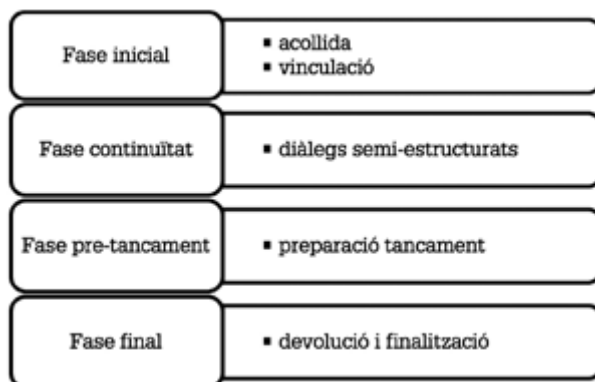 Fase inicial
▪ acollida
▪ vinculació
Fase continuïtat
▪ diàlegs semi-estructurats
Fase pre-tancament
▪ preparació tancament
Fase final
▪ devolució i finalització